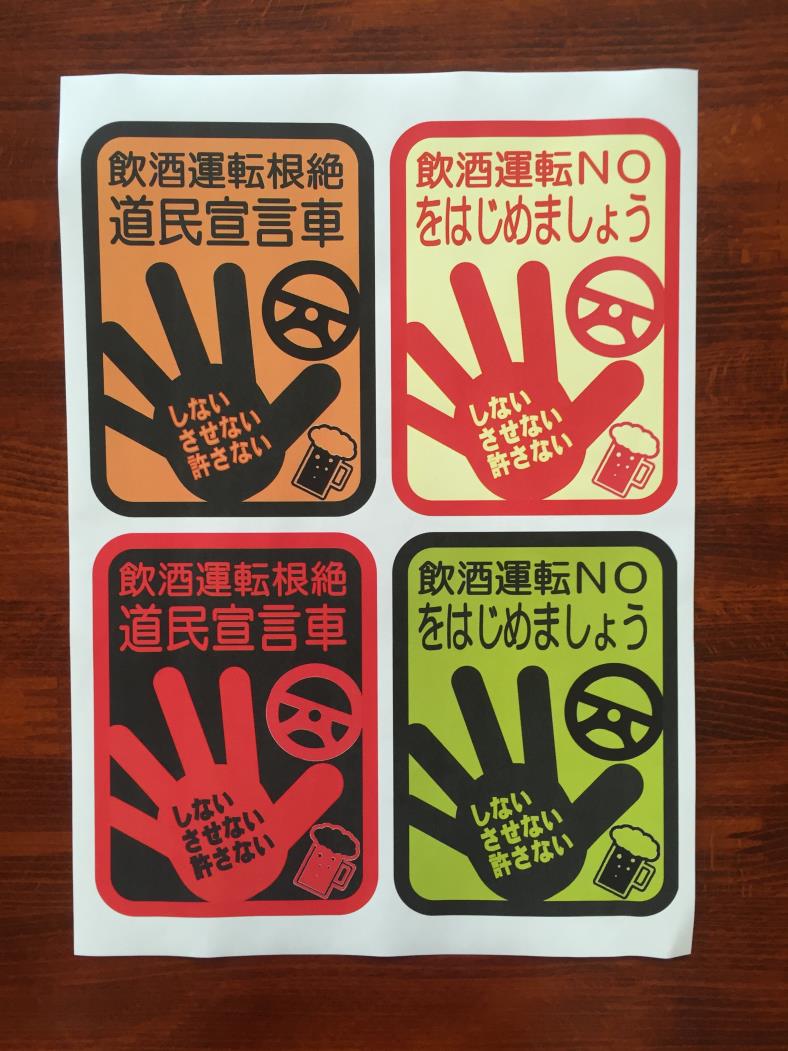 飲酒運転根絶
道民宣言車
しない
させない
許さない
飲酒運転NO
をはじめましょう
しない
させない
許さない
飲酒運転根絶
道民宣言車
しない
させない
許さない
飲酒運転NO
をはじめましょう
しない
させない
許さない